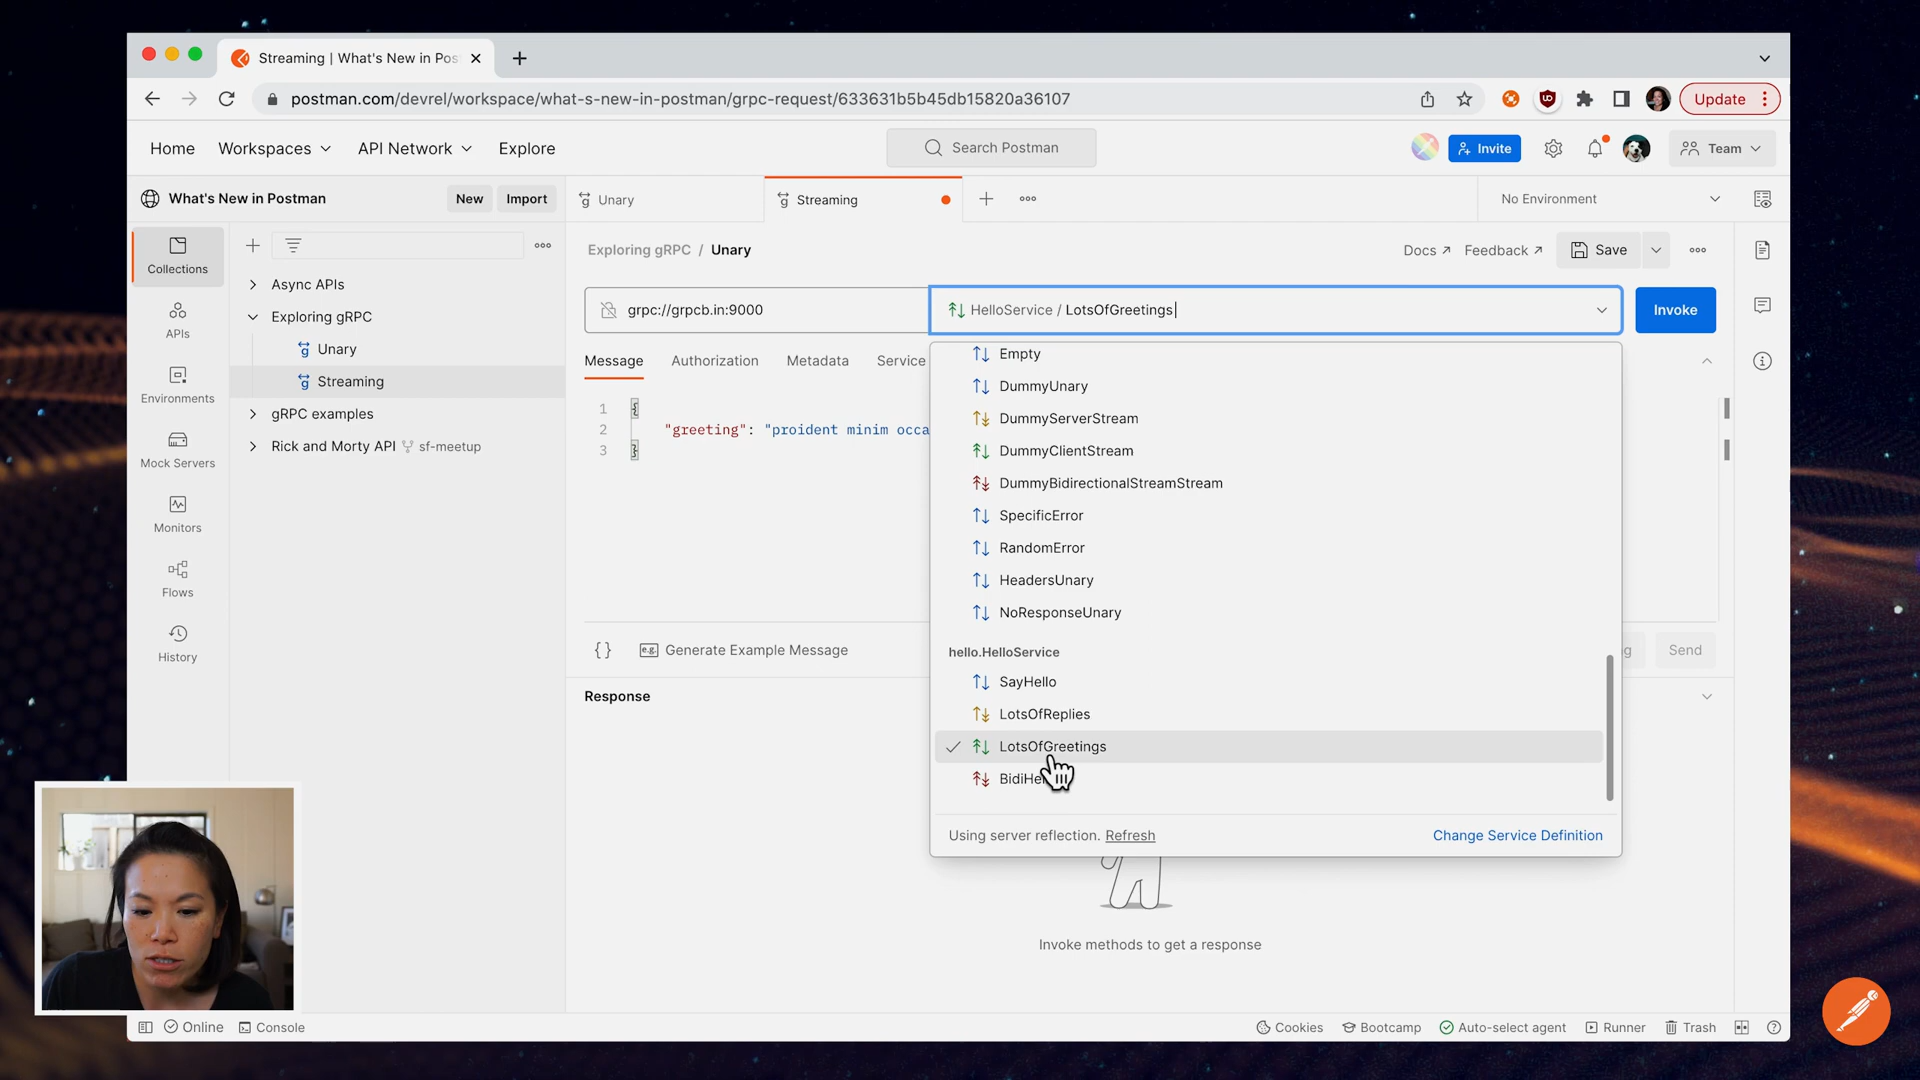 Streaming | What's New in Pos
postman.com/devrel/workspace/what-s-new-in-postman/grpc-request/633631b5b45db15820a36107
Update
Home
Workspaces
API Network
Explore
Search Postman
Invite
Team
What's New in Postman
New
Import
Unary
Streaming
No Environment
Collections
APIs
Environments
Mock Servers
Monitors
Flows
History
Async APIs
Exploring gRPC
Unary
Streaming
gRPC examples
Rick and Morty API sf-meetup
Exploring gRPC / Unary
Docs
Feedback
Save
grpc://grpcb.in:9000
HelloService / LotsOfGreetings
Invoke
Message
Authorization
Metadata
Service
1 {
2 "greeting": "proident minim occa
3 }
Empty
DummyUnary
DummyServerStream
DummyClientStream
DummyBidirectionalStreamStream
SpecificError
RandomError
HeadersUnary
NoResponseUnary
hello.HelloService
SayHello
LotsOfReplies
LotsOfGreetings
BidiHe
Using server reflection. Refresh
Change Service Definition
{}
e.g. Generate Example Message
g
Send
Response
Invoke methods to get a response
Online
Console
Cookies
Bootcamp
Auto-select agent
Runner
Trash